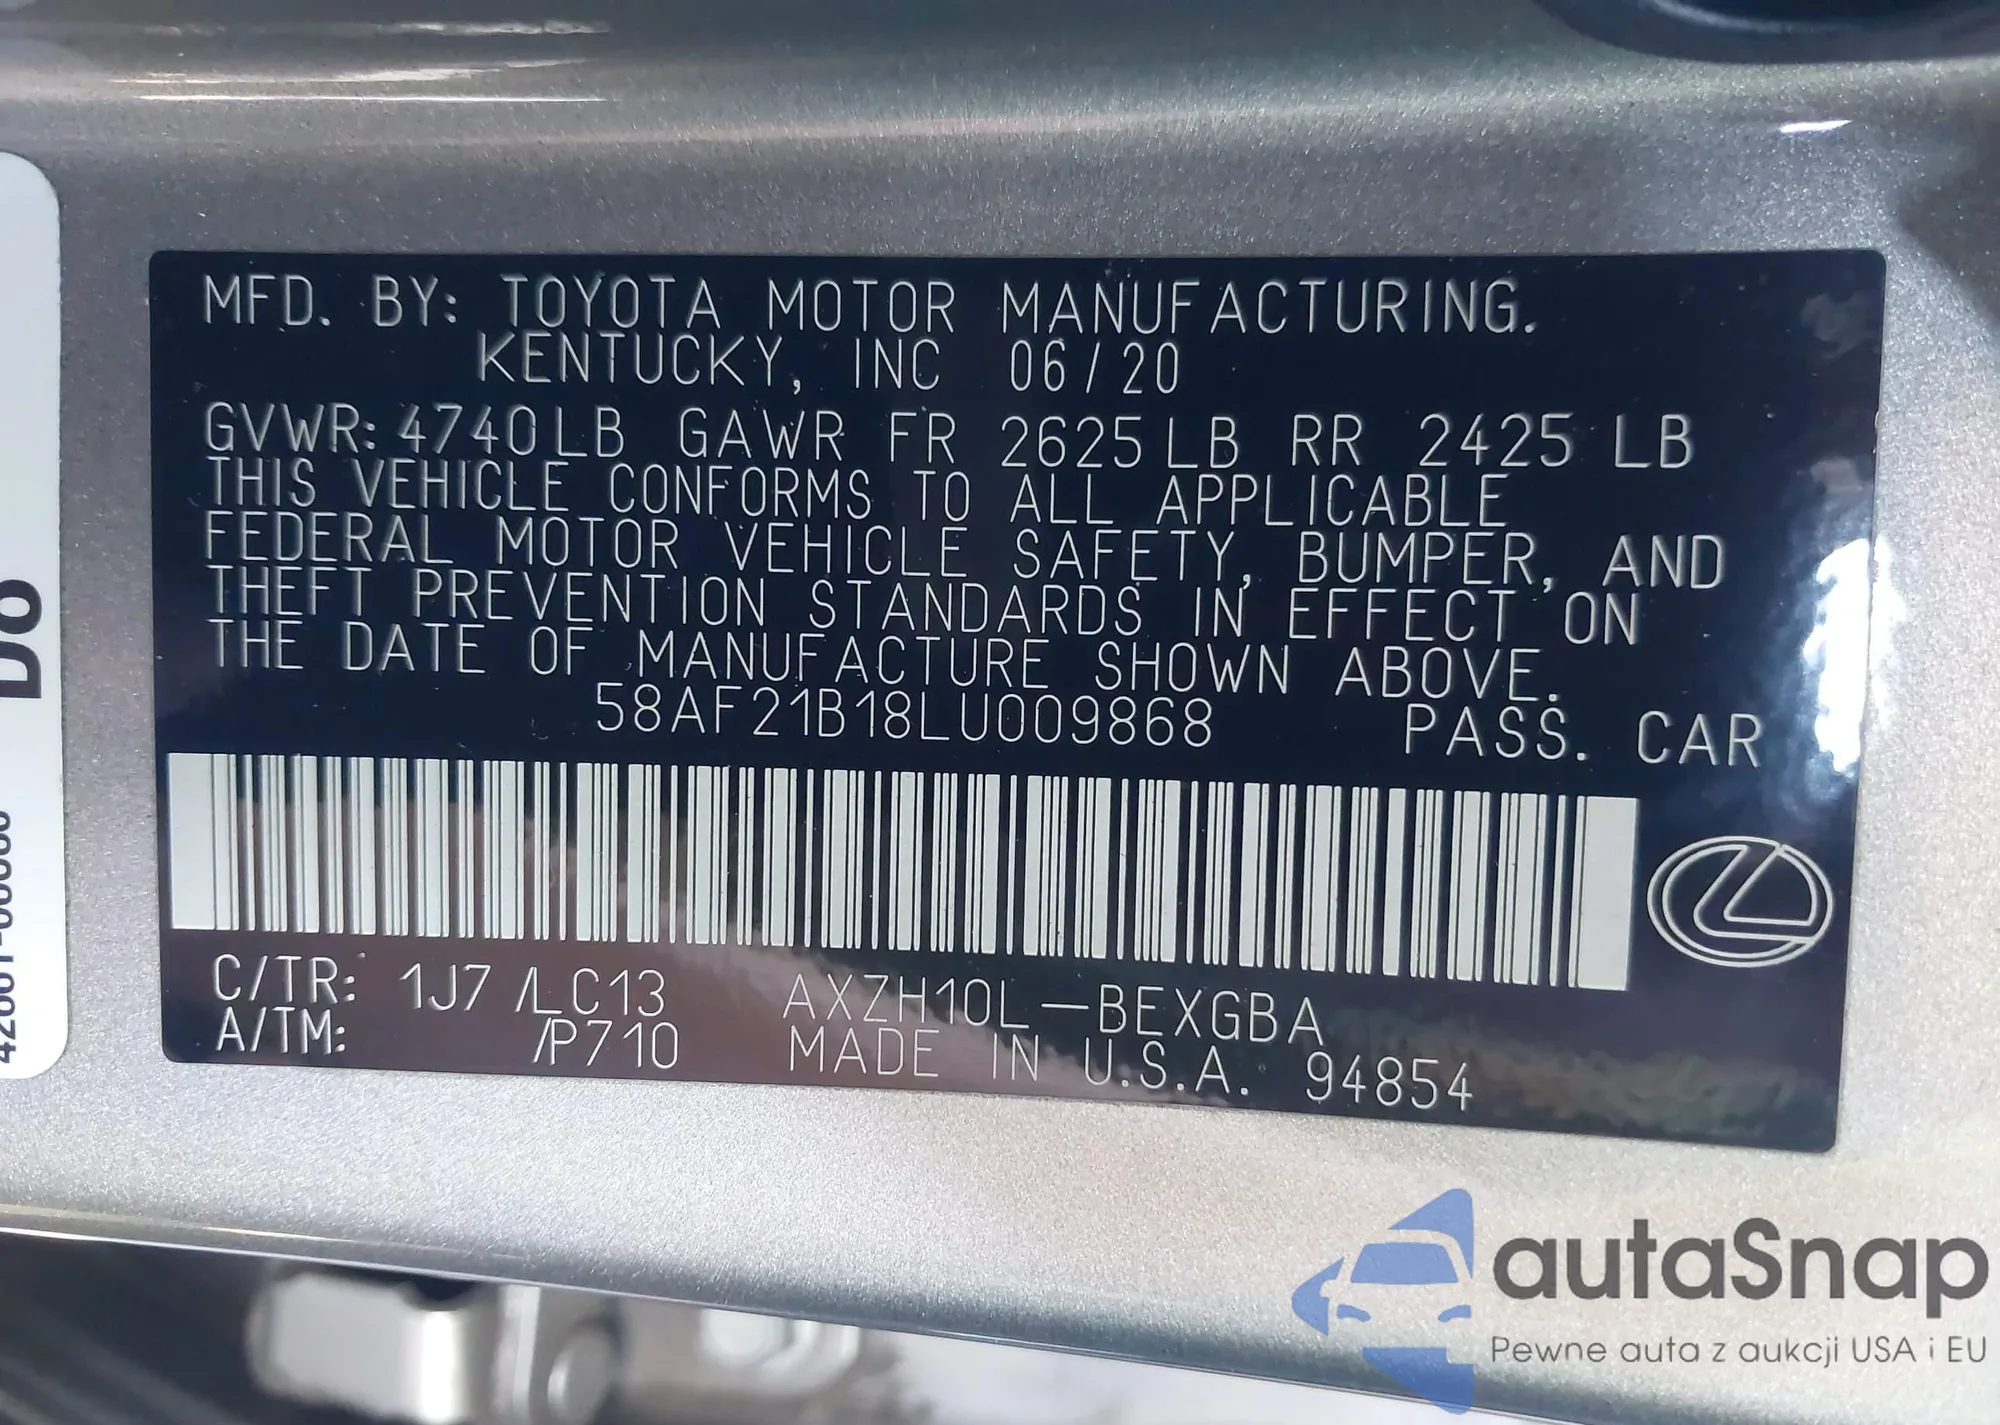 MFD. BY: TOYOTA MOTOR MANUFACTURING.
KENTUCKY, INC 06/20
GVWR: 4740LB GAWR FR 2625LB RR 2425 LB
THIS VEHICLE CONFORMS TO ALL APPLICABLE
FEDERAL MOTOR VEHICLE SAFETY, BUMPER, AND
THEFT PREVENTION STANDARDS IN EFFECT ON
THE DATE OF MANUFACTURE SHOWN ABOVE.
58AF21B18LU009868 PASS. CAR
C/TR: 1J7 /LC13 AXZH10L-BEXGBA
A/TM: /P710 MADE IN U.S.A. 94854
autaSnap
Pewne auta z aukcji USA i EU